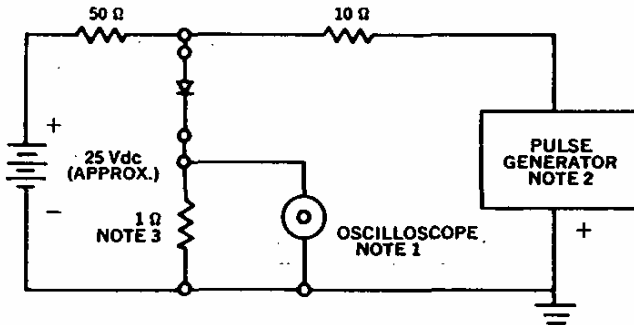 50 Ω
10 Ω
+
25 Vdc
(APPROX.)
−
1 Ω
NOTE 3
OSCILLOSCOPE
NOTE 1
PULSE
GENERATOR
NOTE 2
+